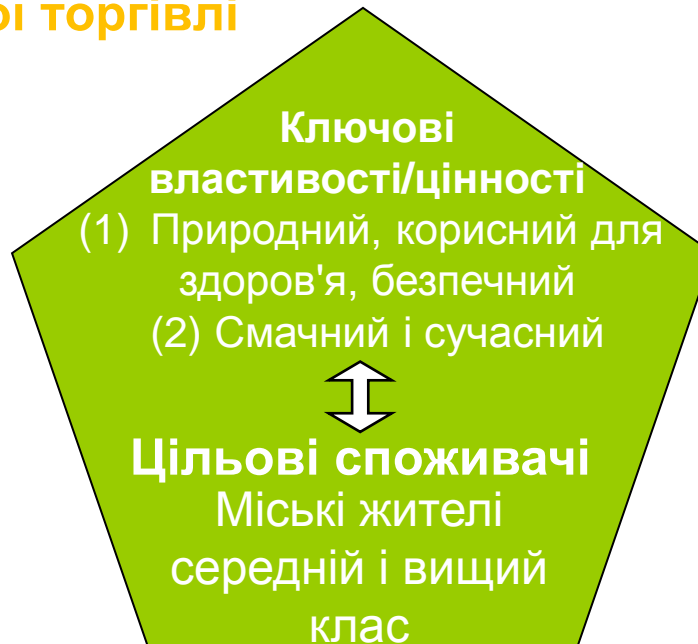 ої торгівлі
Ключові
властивості/цінності
(1) Природний, корисний для
здоров'я, безпечний
(2) Смачний і сучасний
Цільові споживачі
Міські жителі
середній і вищий
клас